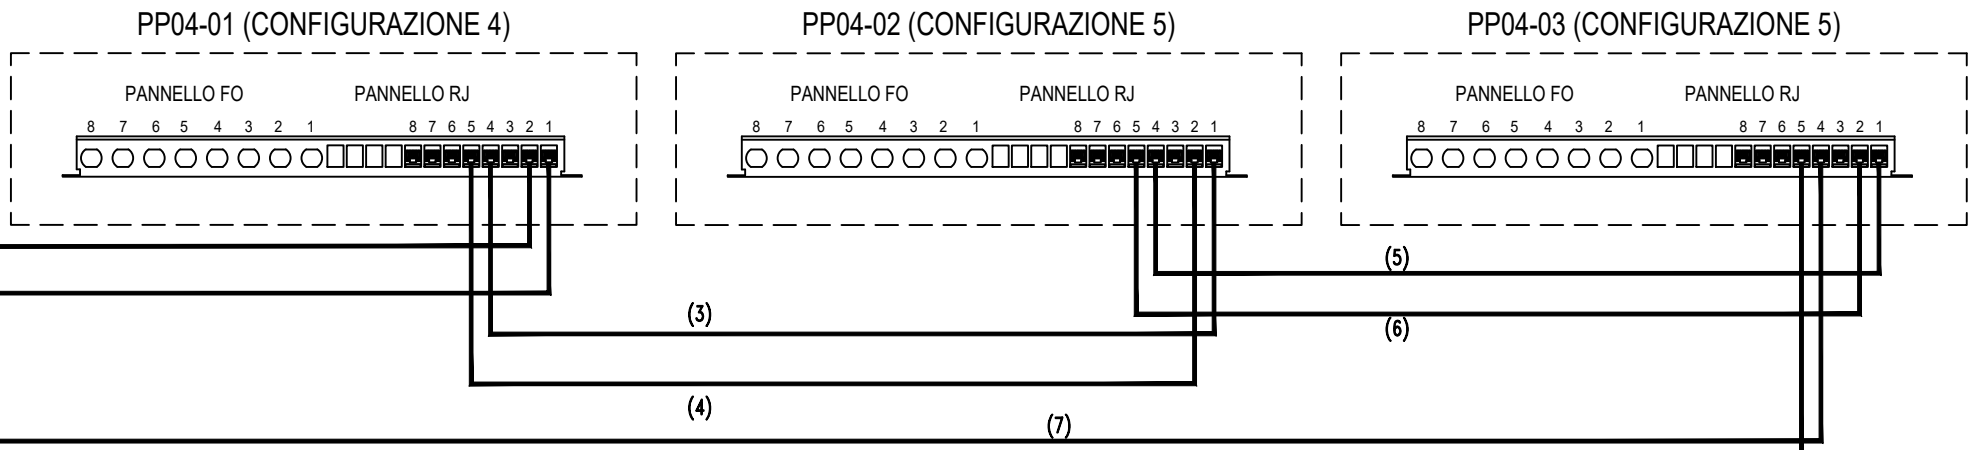 PP04-01 (CONFIGURAZIONE 4) PP04-02 (CONFIGURAZIONE 5) PP04-03 (CONFIGURAZIONE 5)
PANNELLO FO PANNELLO RJ PANNELLO FO PANNELLO RJ PANNELLO FO PANNELLO RJ
8 7 6 5 4 3 2 1 8 7 6 5 4 3 2 1 8 7 6 5 4 3 2 1 8 7 6 5 4 3 2 1 8 7 6 5 4 3 2 1 8 7 6 5 4 3 2 1
(5)
(3)
(6)
(4)
(7)